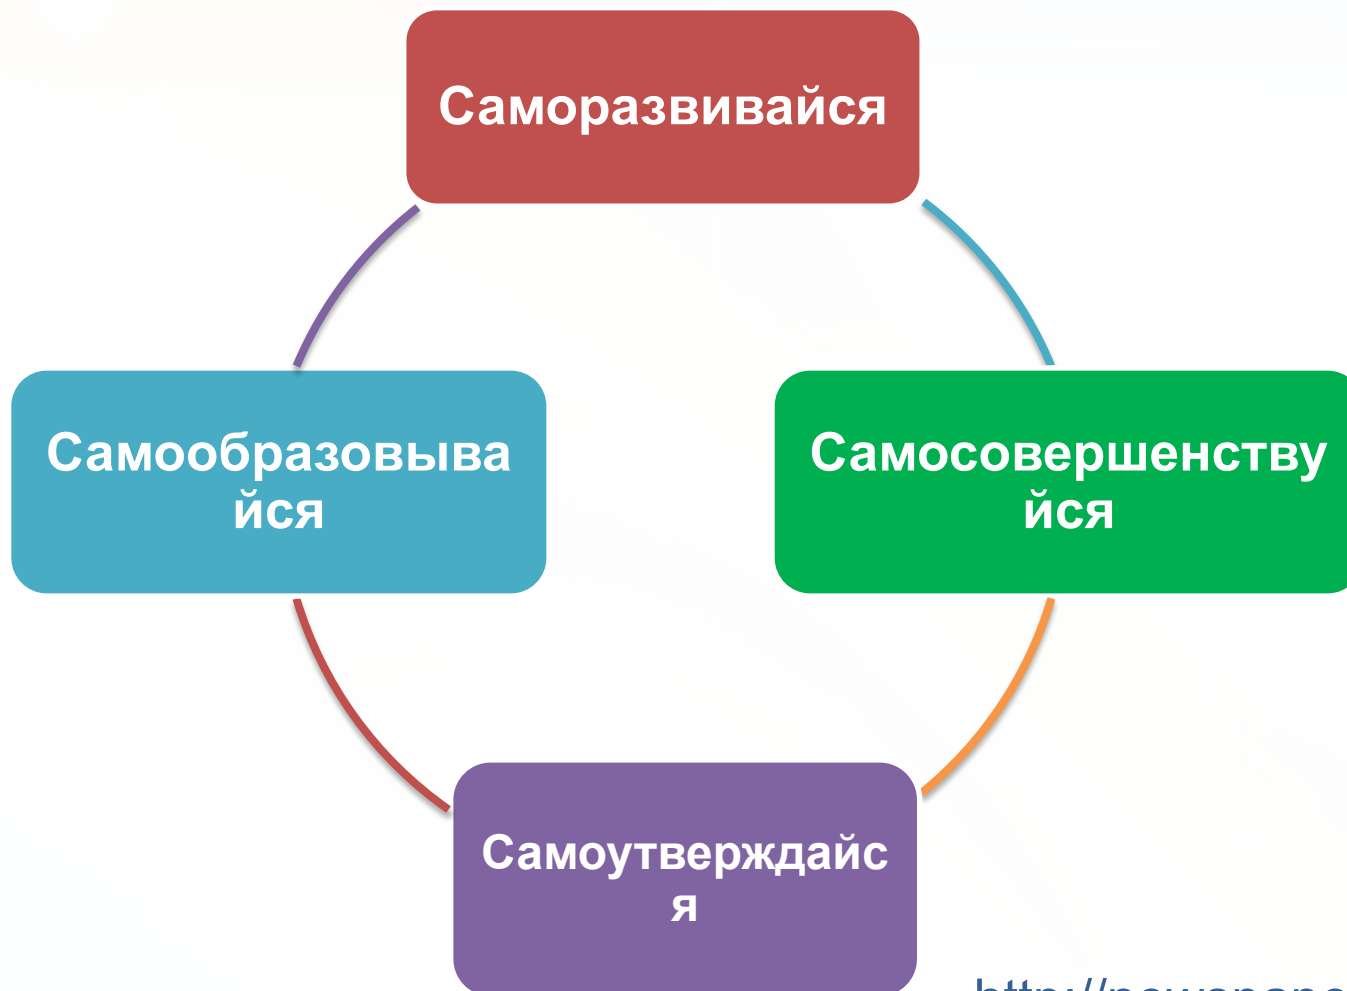 Саморазвивайся
Самообразовыва
йся
Самосовершенству
йся
Самоутверждайс
я